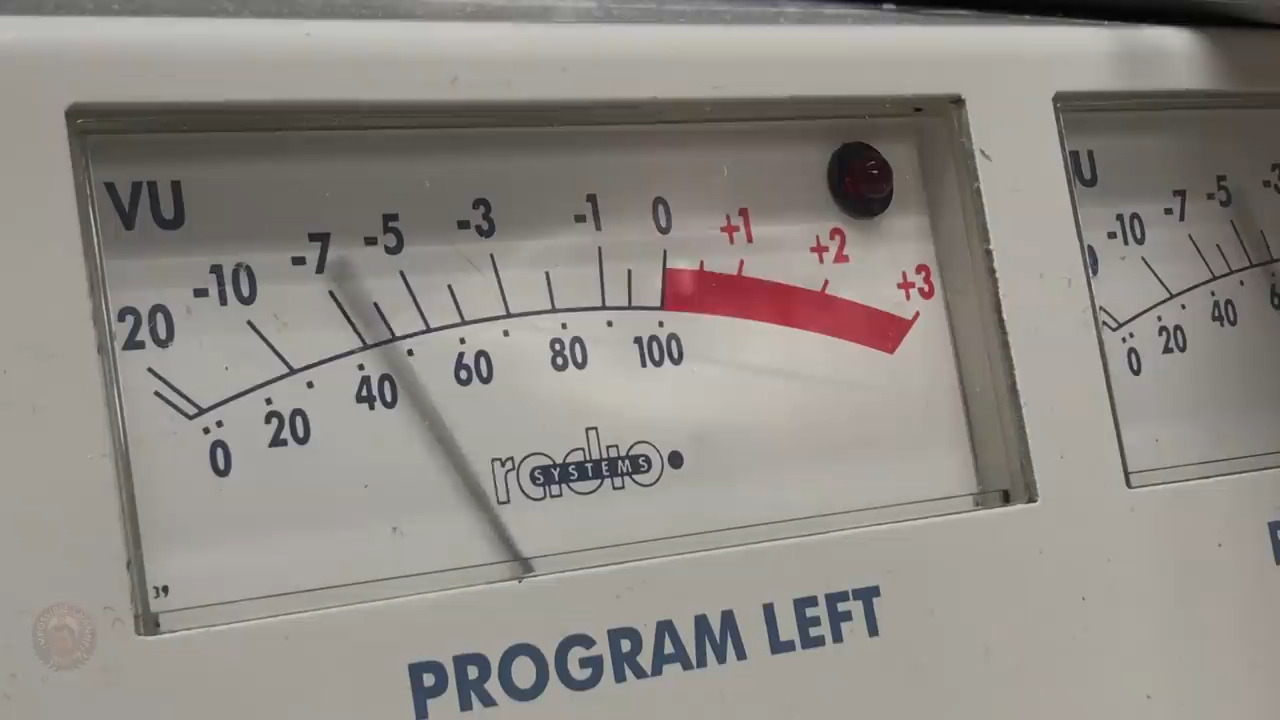 VU
20 -10 -7 -5 -3 -1 0 +1 +2 +3
0 20 40 60 80 100
radio
SYSTEMS
39
PROGRAM LEFT
U
-10 -7 -5
0 20 40